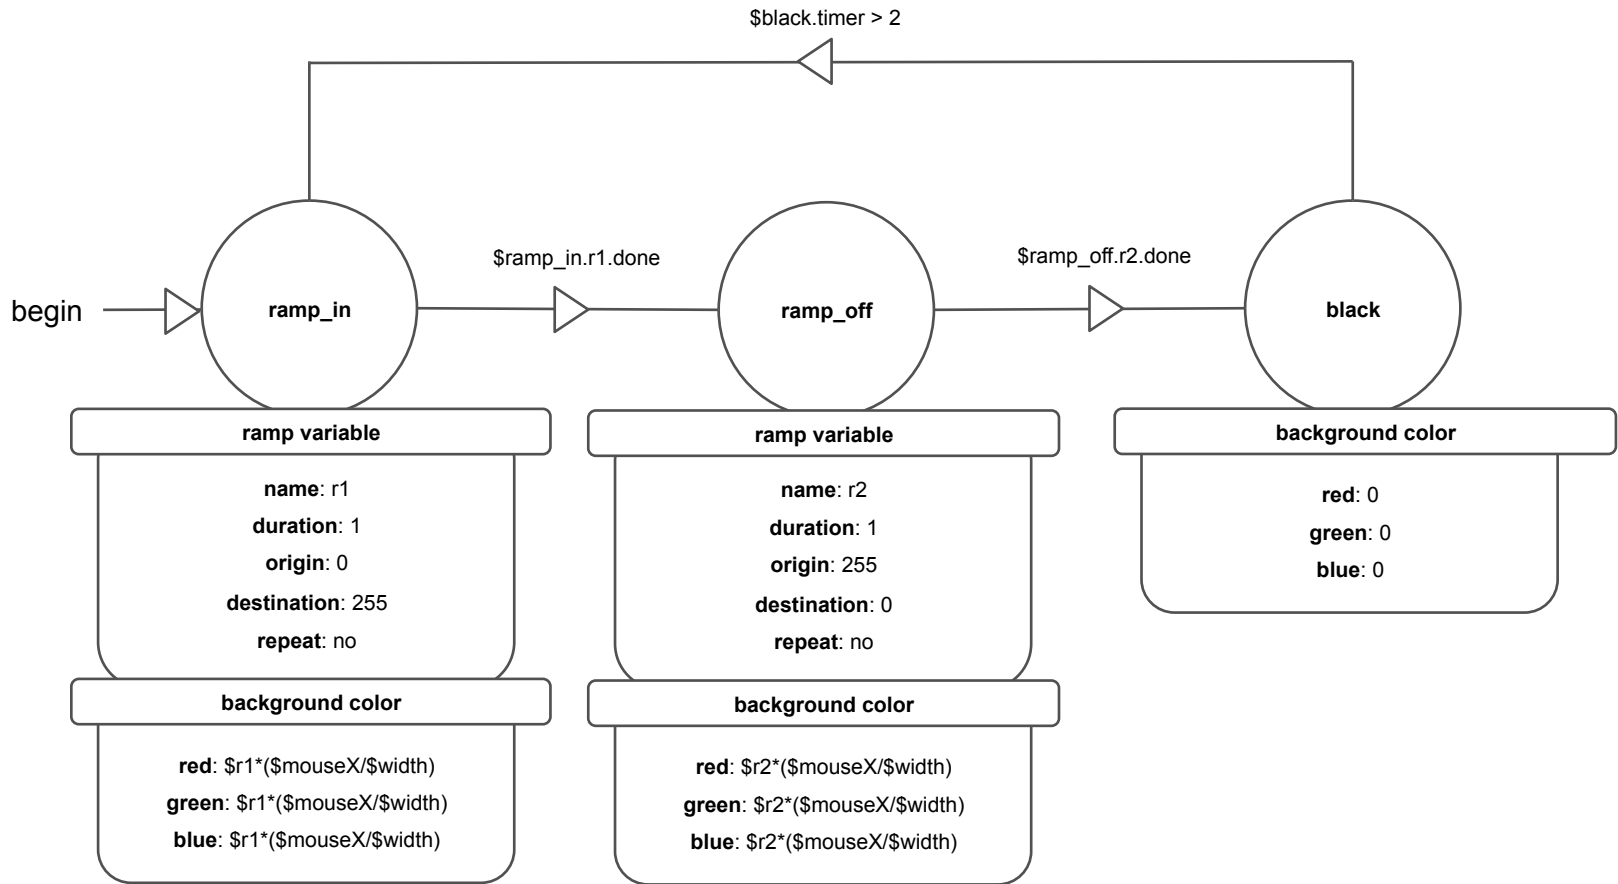 $black.timer > 2
$ramp_in.r1.done
$ramp_off.r2.done
begin
ramp_in
ramp_off
black
ramp variable
name: r1
duration: 1
origin: 0
destination: 255
repeat: no
background color
red: $r1*($mouseX/$width)
green: $r1*($mouseX/$width)
blue: $r1*($mouseX/$width)
ramp variable
name: r2
duration: 1
origin: 255
destination: 0
repeat: no
background color
red: $r2*($mouseX/$width)
green: $r2*($mouseX/$width)
blue: $r2*($mouseX/$width)
background color
red: 0
green: 0
blue: 0